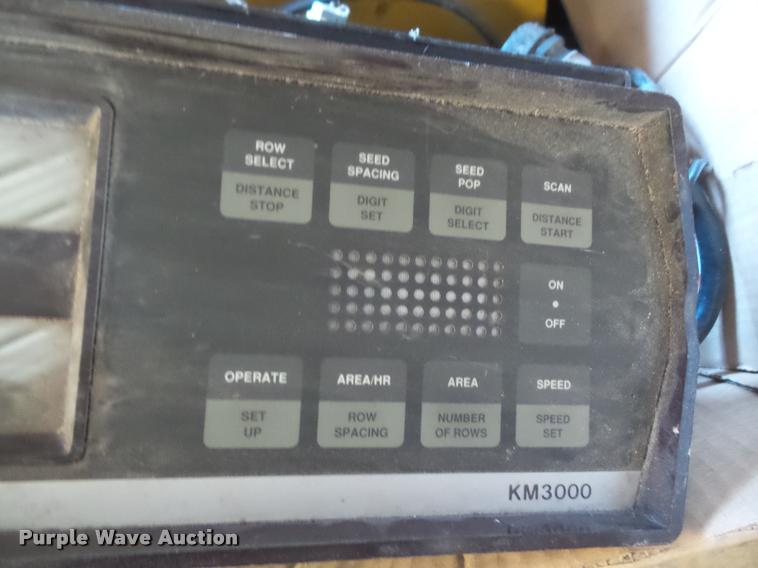 ROW
SELECT
DISTANCE
STOP
SEED
SPACING
DIGIT
SET
SEED
POP
DIGIT
SELECT
SCAN
DISTANCE
START
ON
OFF
OPERATE
SET
UP
AREA/HR
ROW
SPACING
AREA
NUMBER
OF ROWS
SPEED
SPEED
SET
KM3000
Purple Wave Auction